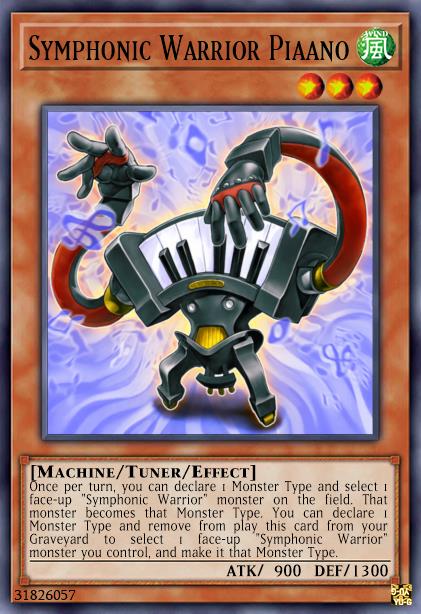 Symphonic Warrior Piaano
WIND
風
[Machine/Tuner/Effect]
Once per turn, you can declare 1 Monster Type and select 1
face-up "Symphonic Warrior" monster on the field. That
monster becomes that Monster Type. You can declare 1
Monster Type and remove from play this card from your
Graveyard to select 1 face-up "Symphonic Warrior"
monster you control, and make it that Monster Type.
ATK/ 900 DEF/1300
31826057